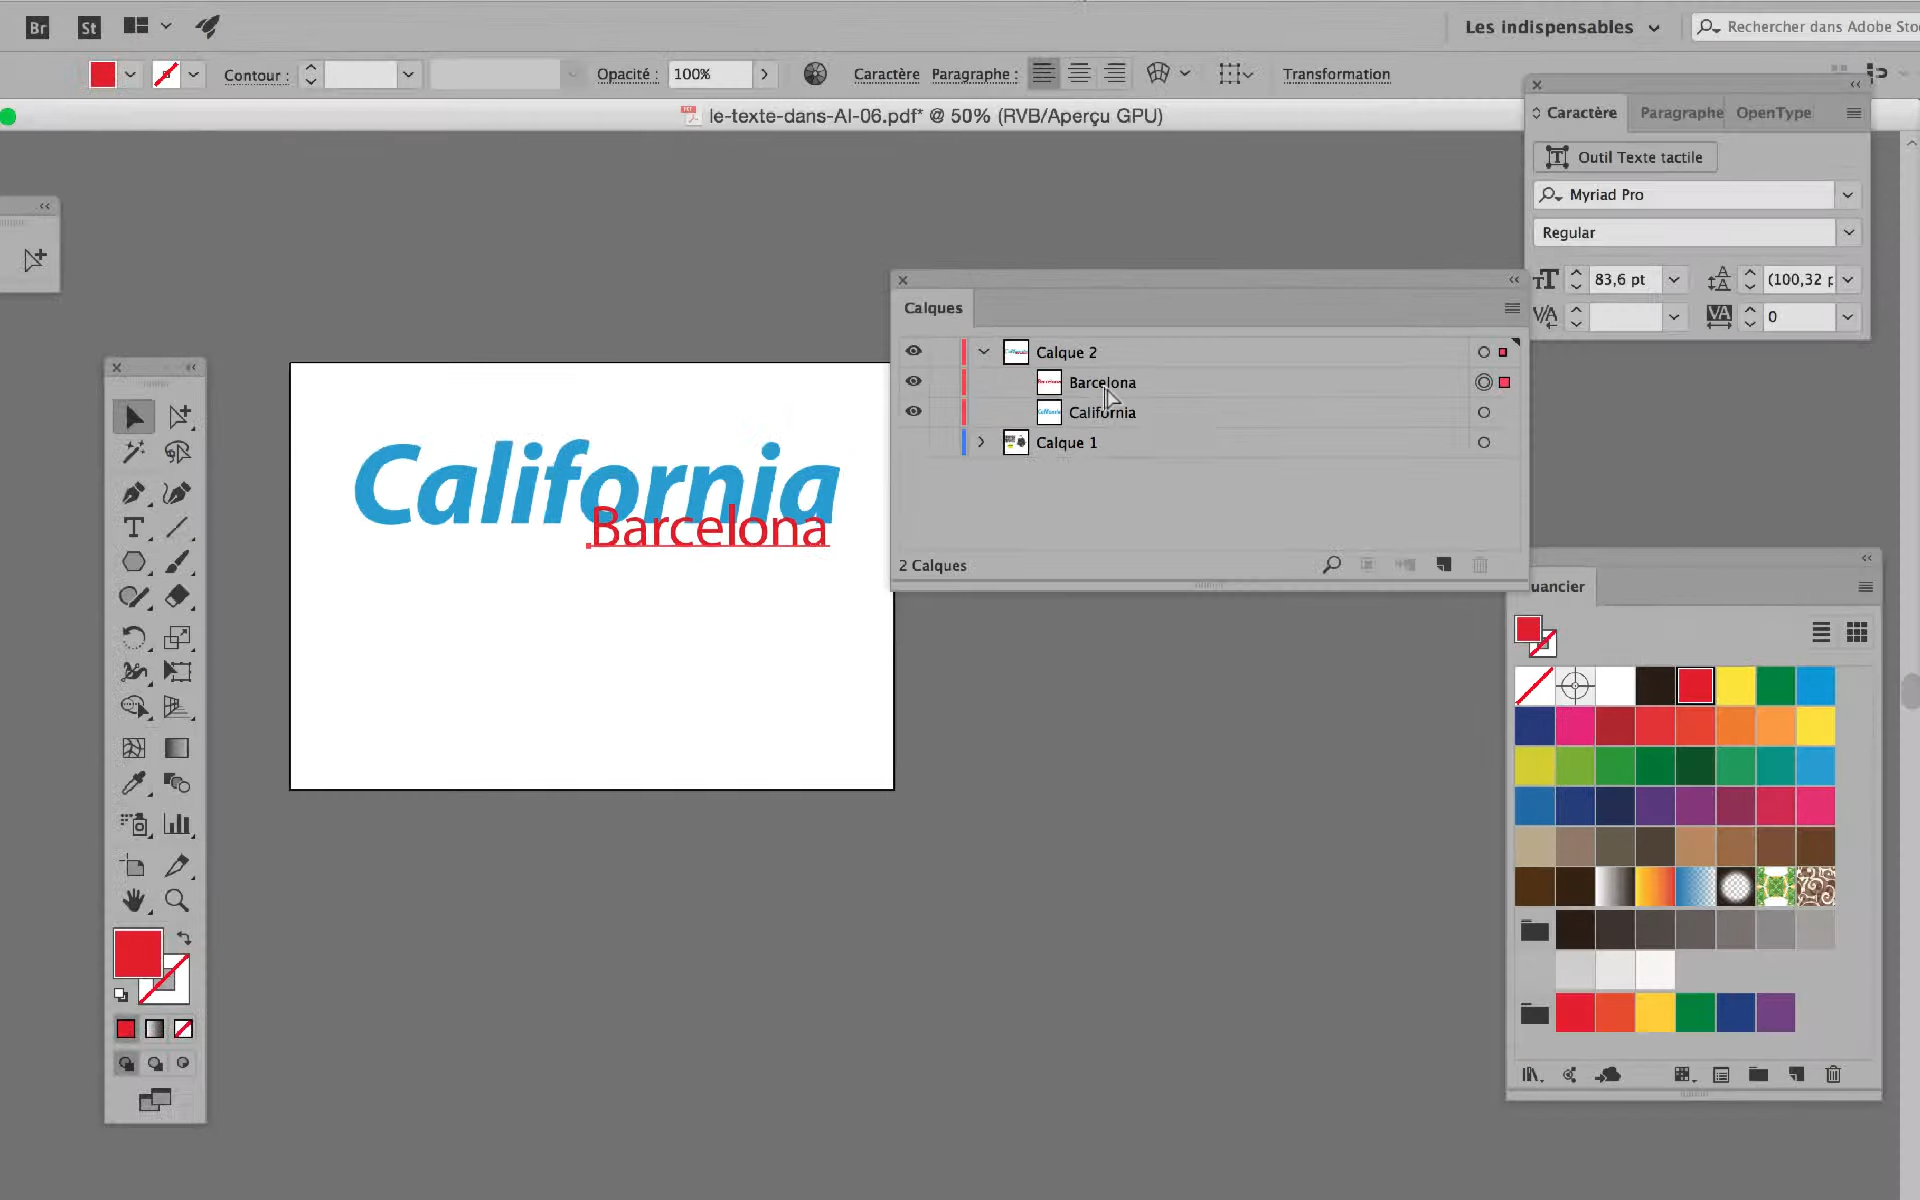 Br St
Les indispensables
Rechercher dans Adobe Sto
Contour :
Opacité :
100%
Caractère
Paragraphe :
Transformation
le-texte-dans-AI-06.pdf* @ 50% (RVB/Aperçu GPU)
Caractère
Paragraphe
OpenType
Outil Texte tactile
Myriad Pro
Regular
83,6 pt
(100,32 p
0
Calques
Calque 2
Barcelona
California
Calque 1
2 Calques
California
Barcelona
uancier